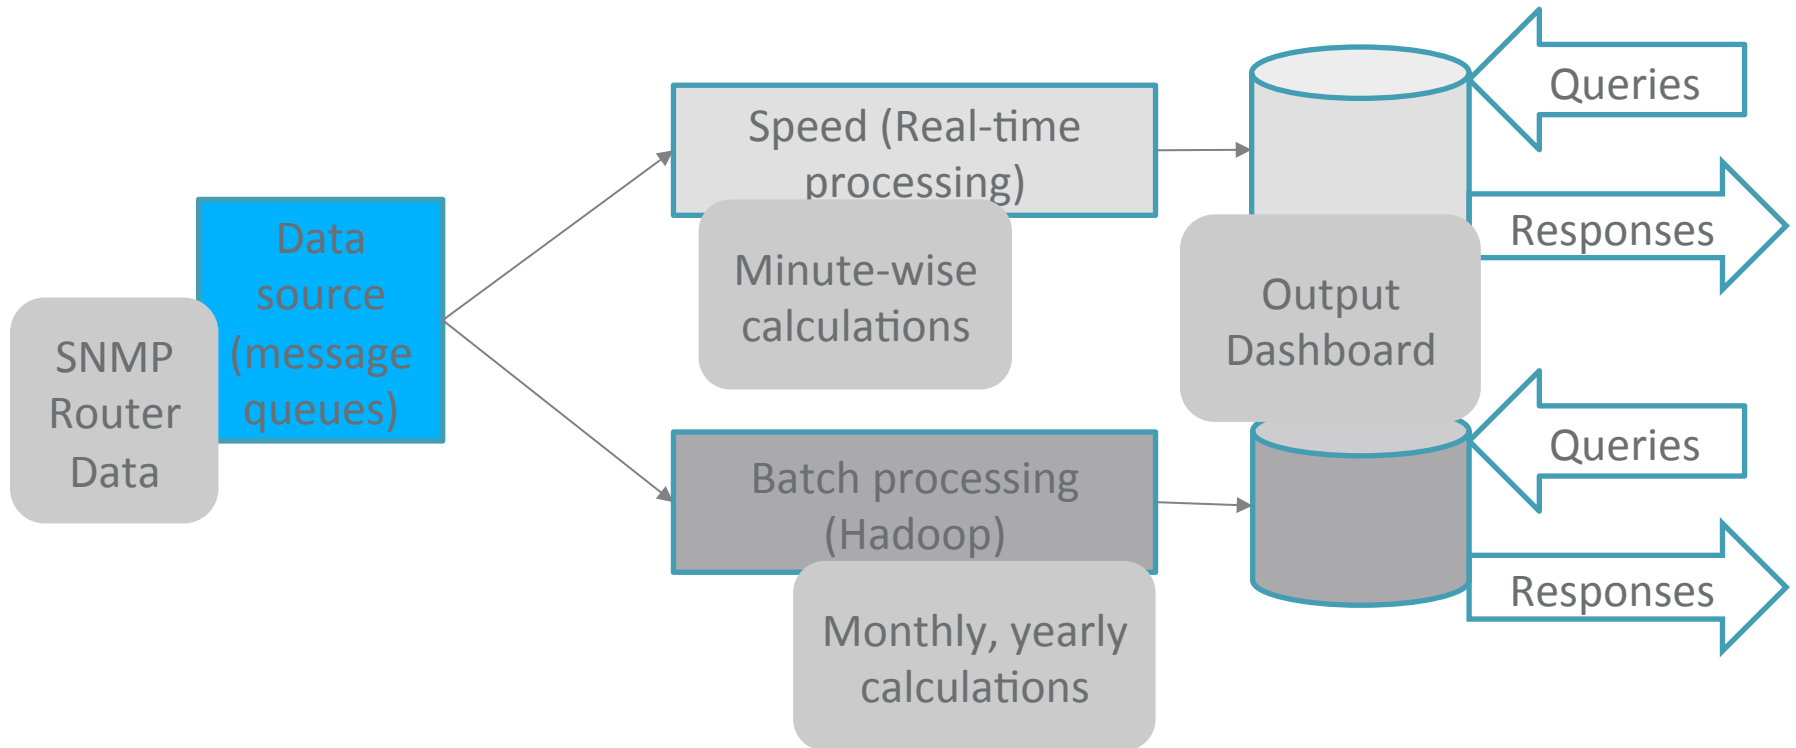 SNMP
Router
Data
Data
source
(message
queues)
Speed (Real-time
processing)
Minute-wise
calculations
Batch processing
(Hadoop)
Monthly, yearly
calculations
Output
Dashboard
Queries
Responses
Queries
Responses